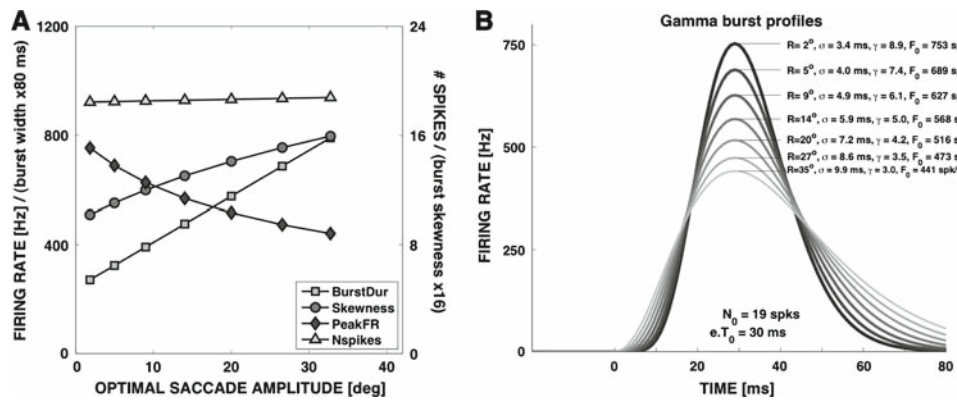 A
FIRING RATE [Hz] / (burst width x80 ms)
1200
800
400
0
0
10
20
30
40
OPTIMAL SACCADE AMPLITUDE [deg]
24
16
8
0
# SPIKES / (burst skewness x16)
BurstDur
Skewness
PeakFR
Nspikes
B
Gamma burst profiles
FIRING RATE [Hz]
750
500
250
0
-20
0
20
40
60
80
TIME [ms]
R= 2°, σ = 3.4 ms, γ = 8.9, F₀ = 753 sp
R= 5°, σ = 4.0 ms, γ = 7.4, F₀ = 689 sp
R= 9°, σ = 4.9 ms, γ = 6.1, F₀ = 627 sp
R=14°, σ = 5.9 ms, γ = 5.0, F₀ = 568 s
R=20°, σ = 7.2 ms, γ = 4.2, F₀ = 516 s
R=27°, σ = 8.6 ms, γ = 3.5, F₀ = 473 s
R=35°, σ = 9.9 ms, γ = 3.0, F₀ = 441 spk/
N₀ = 19 spks
e.T₀ = 30 ms